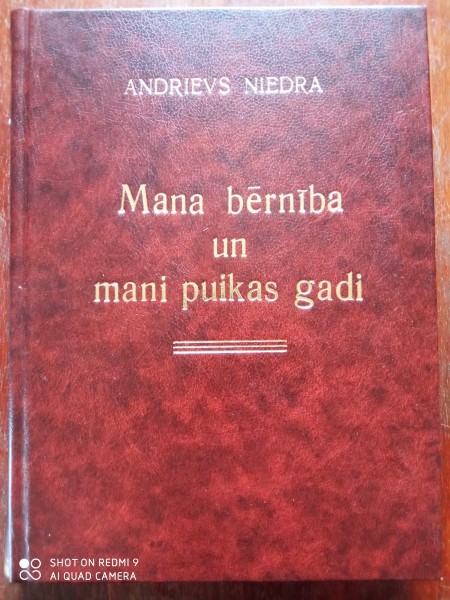 ANDRIEVS NIEDRA
Mana bērnība
un
mani puikas gadi
SHOT ON REDMI 9
AI QUAD CAMERA